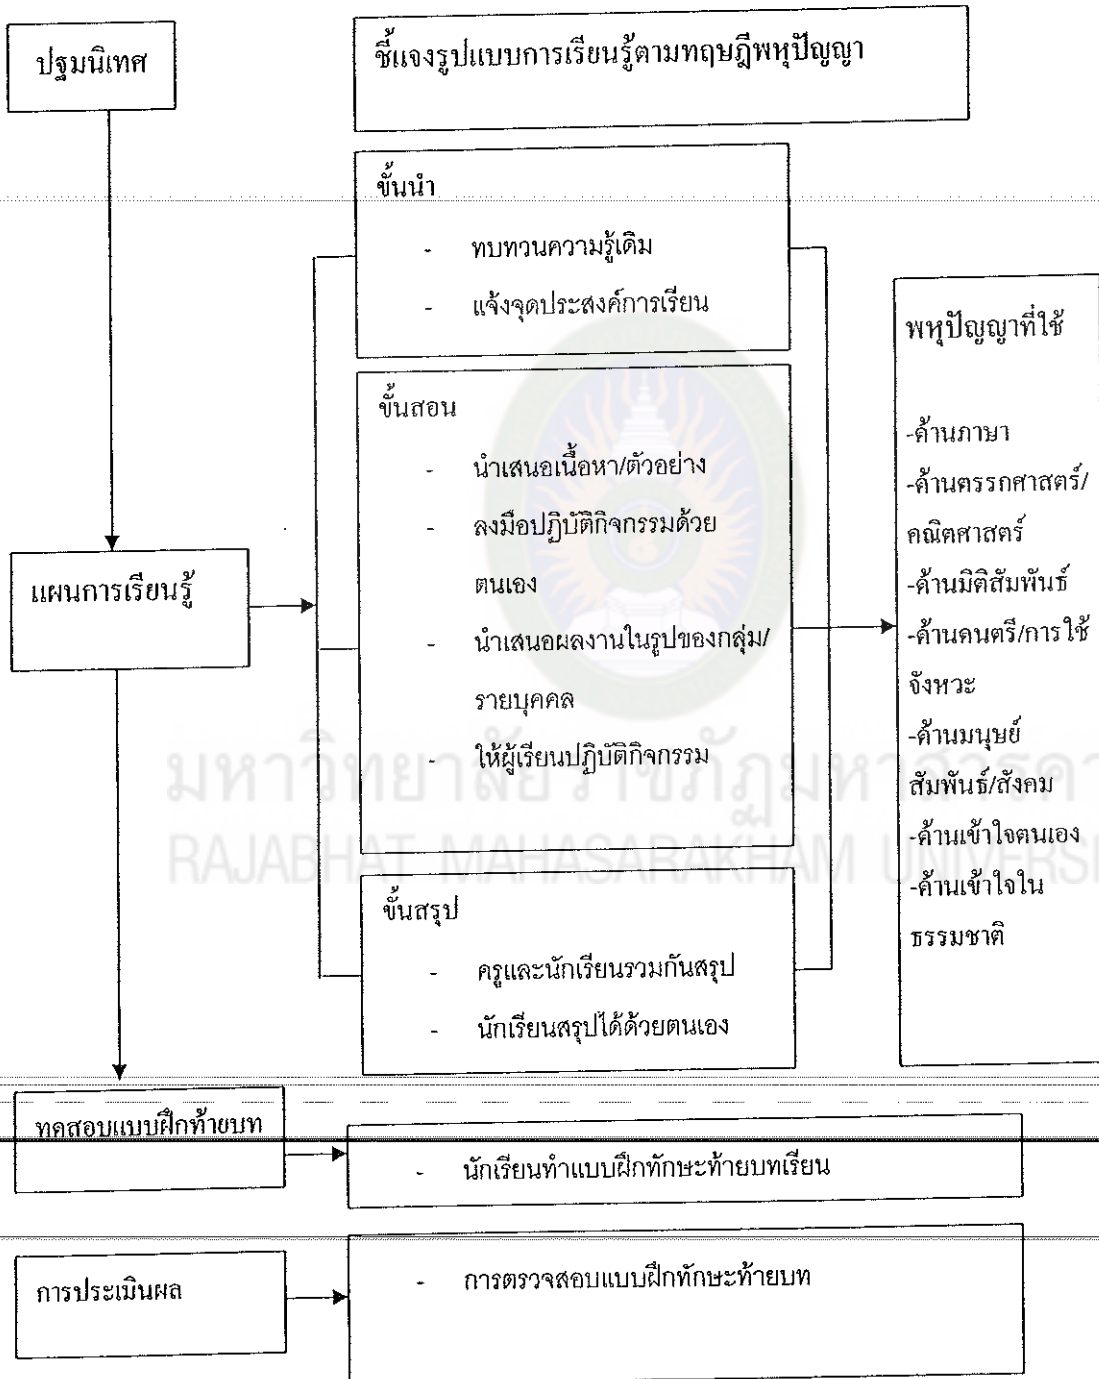 ปฐมนิเทศ
ชี้แจงรูปแบบการเรียนรู้ตามทฤษฎีพหุปัญญา
ขั้นนำ
- ทบทวนความรู้เดิม
- แจ้งจุดประสงค์การเรียน
ขั้นสอน
- นำเสนอเนื้อหา/ตัวอย่าง
- ลงมือปฏิบัติกิจกรรมด้วย
ตนเอง
- นำเสนอผลงานในรูปของกลุ่ม/
รายบุคคล
- ให้ผู้เรียนปฏิบัติกิจกรรม
แผนการเรียนรู้
ขั้นสรุป
- ครูและนักเรียนรวมกันสรุป
- นักเรียนสรุปได้ด้วยตนเอง
พหุปัญญาที่ใช้
-ด้านภาษา
-ด้านตรรกศาสตร์/
คณิตศาสตร์
-ด้านมิติสัมพันธ์
-ด้านดนตรี/การใช้
จังหวะ
-ด้านมนุษย์
สัมพันธ์/สังคม
-ด้านเข้าใจตนเอง
-ด้านเข้าใจใน
ธรรมชาติ
มหาวิทยาลัยราชภัฏมหาสารคา
RAJABHAT MAHASARAKHAM UNIVERSI
ทดสอบแบบฝึกท้ายบท
- นักเรียนทำแบบฝึกทักษะท้ายบทเรียน
การประเมินผล
- การตรวจสอบแบบฝึกทักษะท้ายบท